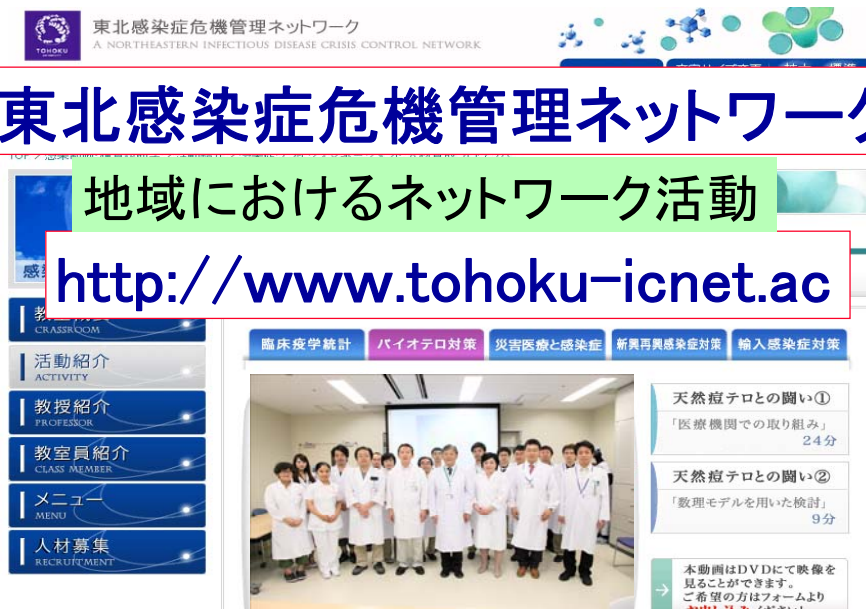 東北感染症危機管理ネットワーク
A NORTHEASTERN INFECTIOUS DISEASE CRISIS CONTROL NETWORK
TOHOKU
東北感染症危機管理ネットワーク
地域におけるネットワーク活動
http://www.tohoku-icnet.ac
CRASSROOM
活動紹介
ACTIVITY
教授紹介
PROFESSOR
教室員紹介
CLASS MEMBER
メニュー
MENU
人材募集
RECRUITMENT
臨床疫学統計
バイオテロ対策
災害医療と感染症
新興再興感染症対策
輸入感染症対策
天然痘テロとの闘い①
「医療機関での取り組み」
24分
天然痘テロとの闘い②
「数理モデルを用いた検討」
9分
本動画はDVDにて映像を
見ることができます。
ご希望の方はフォームより